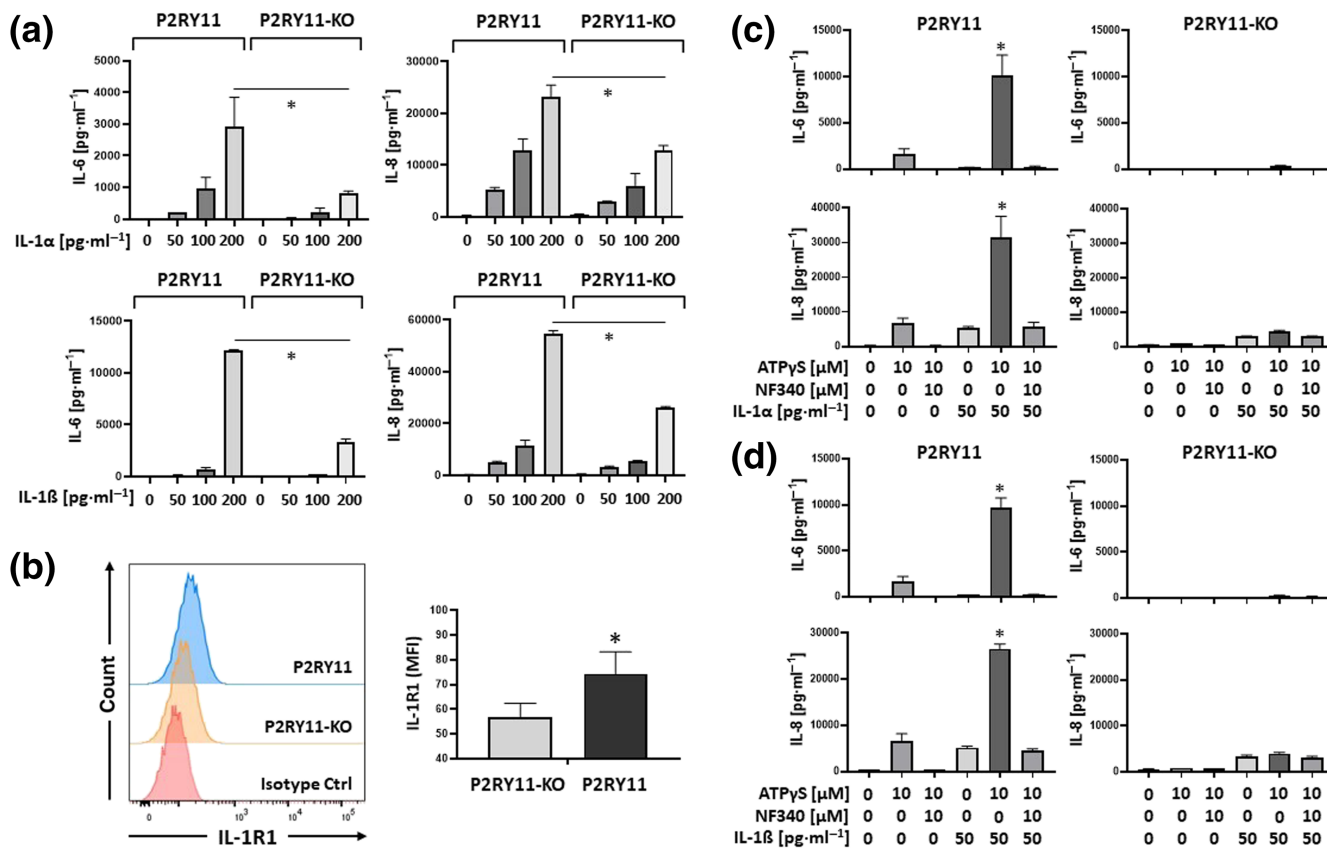 (a)
P2RY11 P2RY11-KO
5000
4000
3000
2000
1000
0
IL-6 [pg·ml⁻¹]
*
IL-1α [pg·ml⁻¹] 0 50 100 200 0 50 100 200
P2RY11 P2RY11-KO
30000
20000
10000
0
IL-8 [pg·ml⁻¹]
*
0 50 100 200 0 50 100 200
P2RY11 P2RY11-KO
15000
10000
5000
0
IL-6 [pg·ml⁻¹]
*
IL-1ß [pg·ml⁻¹] 0 50 100 200 0 50 100 200
P2RY11 P2RY11-KO
60000
40000
20000
0
IL-8 [pg·ml⁻¹]
*
0 50 100 200 0 50 100 200
(b)
Count
P2RY11
P2RY11-KO
Isotype Ctrl
0 10³ 10⁴ 10⁵
IL-1R1
100
90
80
70
60
50
40
IL-1R1 (MFI)
*
P2RY11-KO P2RY11
(c)
P2RY11
15000
10000
5000
0
IL-6 [pg·ml⁻¹]
*
P2RY11-KO
15000
10000
5000
0
IL-6 [pg·ml⁻¹]
40000
30000
20000
10000
0
IL-8 [pg·ml⁻¹]
*
40000
30000
20000
10000
0
IL-8 [pg·ml⁻¹]
ATPγS [μM] 0 10 10 0 10 10 0 10 10 0 10 10
NF340 [μM] 0 0 10 0 0 10 0 0 10 0 0 10
IL-1α [pg·ml⁻¹] 0 0 0 50 50 50 0 0 0 50 50 50
(d)
P2RY11
15000
10000
5000
0
IL-6 [pg·ml⁻¹]
*
P2RY11-KO
15000
10000
5000
0
IL-6 [pg·ml⁻¹]
30000
20000
10000
0
IL-8 [pg·ml⁻¹]
*
30000
20000
10000
0
IL-8 [pg·ml⁻¹]
ATPγS [μM] 0 10 10 0 10 10 0 10 10 0 10 10
NF340 [μM] 0 0 10 0 0 10 0 0 10 0 0 10
IL-1ß [pg·ml⁻¹] 0 0 0 50 50 50 0 0 0 50 50 50